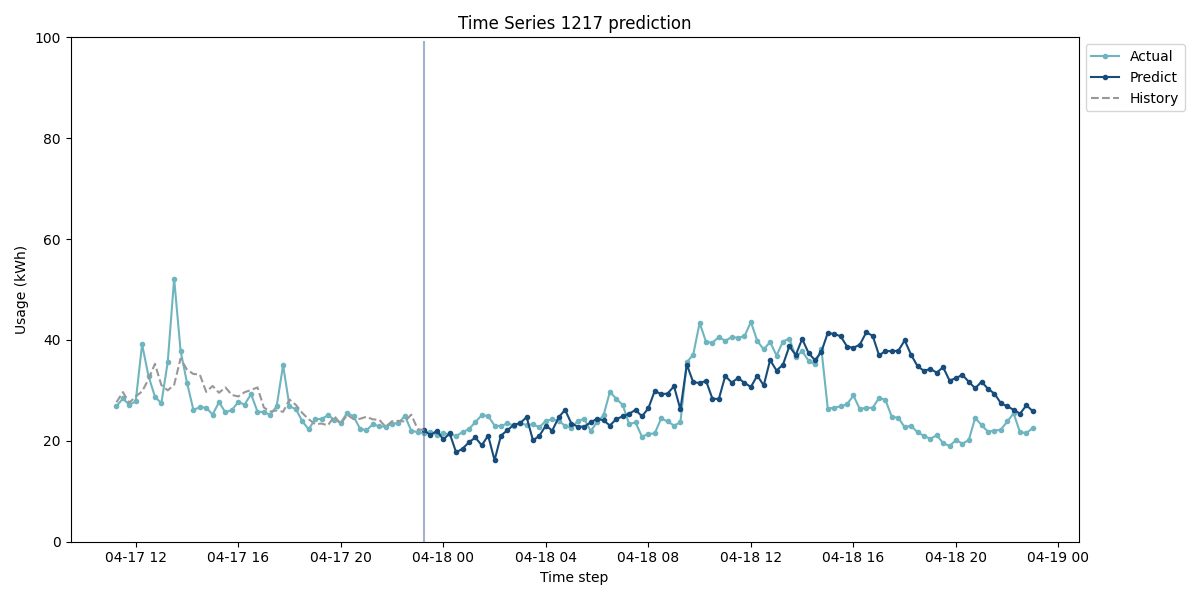 Time Series 1217 prediction
100
80
60
40
20
0
Usage (kWh)
04-17 12
04-17 16
04-17 20
04-18 00
04-18 04
04-18 08
04-18 12
04-18 16
04-18 20
04-19 00
Time step
Actual
Predict
History